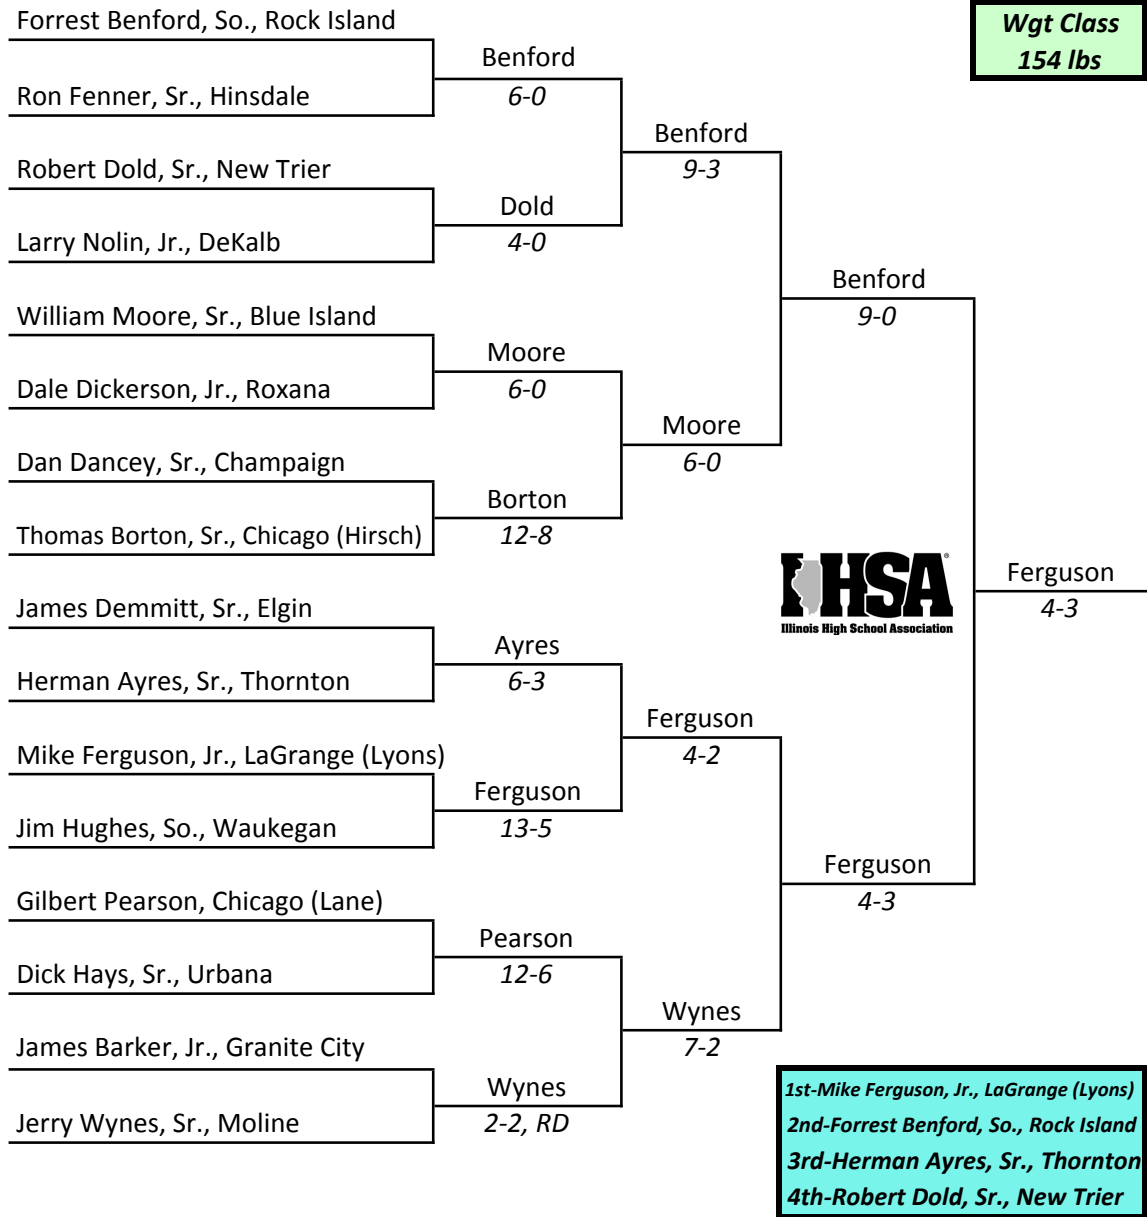 Forrest Benford, So., Rock Island
Wgt Class
154 lbs
Benford
6-0
Ron Fenner, Sr., Hinsdale
Benford
9-3
Robert Dold, Sr., New Trier
Dold
4-0
Larry Nolin, Jr., DeKalb
Benford
9-0
William Moore, Sr., Blue Island
Moore
6-0
Dale Dickerson, Jr., Roxana
Moore
6-0
Dan Dancey, Sr., Champaign
Borton
12-8
Thomas Borton, Sr., Chicago (Hirsch)
IHSA®
Illinois High School Association
Ferguson
4-3
James Demmitt, Sr., Elgin
Ayres
6-3
Herman Ayres, Sr., Thornton
Ferguson
4-2
Mike Ferguson, Jr., LaGrange (Lyons)
Ferguson
13-5
Jim Hughes, So., Waukegan
Ferguson
4-3
Gilbert Pearson, Chicago (Lane)
Pearson
12-6
Dick Hays, Sr., Urbana
Wynes
7-2
James Barker, Jr., Granite City
Wynes
2-2, RD
Jerry Wynes, Sr., Moline
1st-Mike Ferguson, Jr., LaGrange (Lyons)
2nd-Forrest Benford, So., Rock Island
3rd-Herman Ayres, Sr., Thornton
4th-Robert Dold, Sr., New Trier